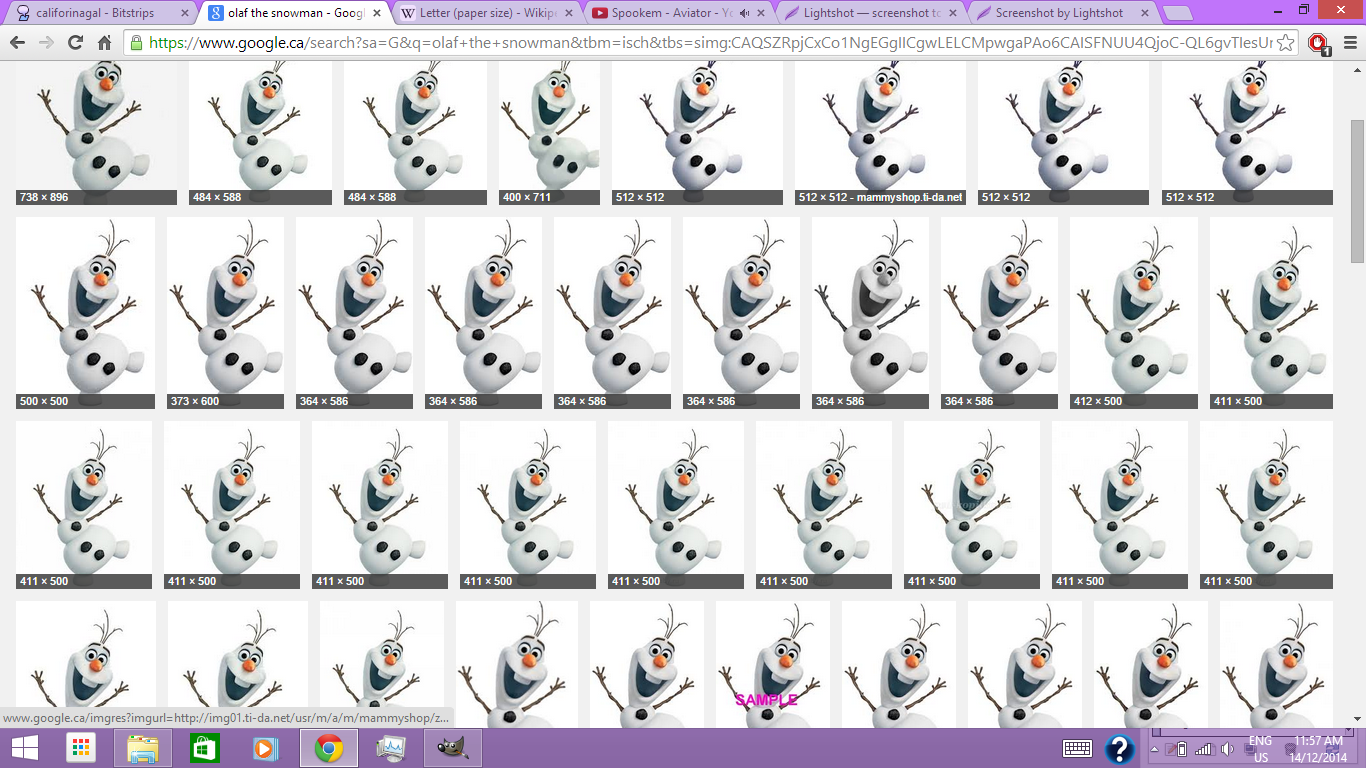 califorinagal - Bitstrips
olaf the snowman - Goog
Letter (paper size) - Wikipe
Spookem - Aviator - Yo
Lightshot — screenshot to
Screenshot by Lightshot
https://www.google.ca/search?sa=G&q=olaf+the+snowman&tbm=isch&tbs=simg:CAQSZRpjCxCo1NgEGgIICgwLELCMpwgaPAo6CAISFNUU4QjoC-QL6gvTIesUr
1
738 × 896
484 × 588
484 × 588
400 × 711
512 × 512
512 × 512 - mammyshop.ti-da.net
512 × 512
512 × 512
500 × 500
373 × 600
364 × 586
364 × 586
364 × 586
364 × 586
364 × 586
364 × 586
412 × 500
411 × 500
411 × 500
411 × 500
411 × 500
411 × 500
411 × 500
411 × 500
411 × 500
411 × 500
411 × 500
SAMPLE
www.google.ca/imgres?imgurl=http://img01.ti-da.net/usr/m/a/m/mammyshop/z...
ENG
US
11:57 AM
14/12/2014